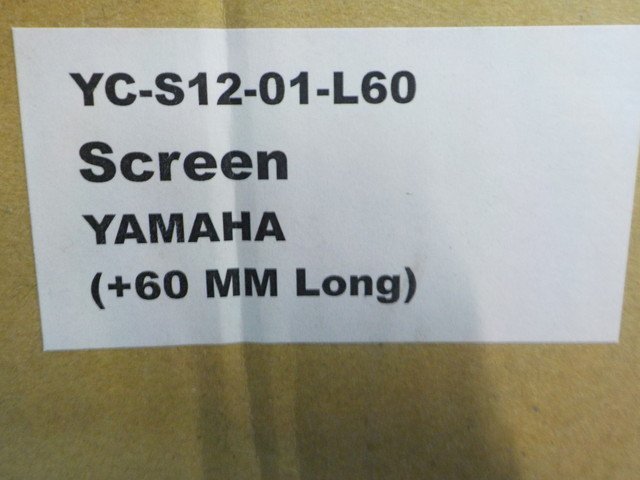 YC-S12-01-L60
Screen
YAMAHA
(+60 MM Long)